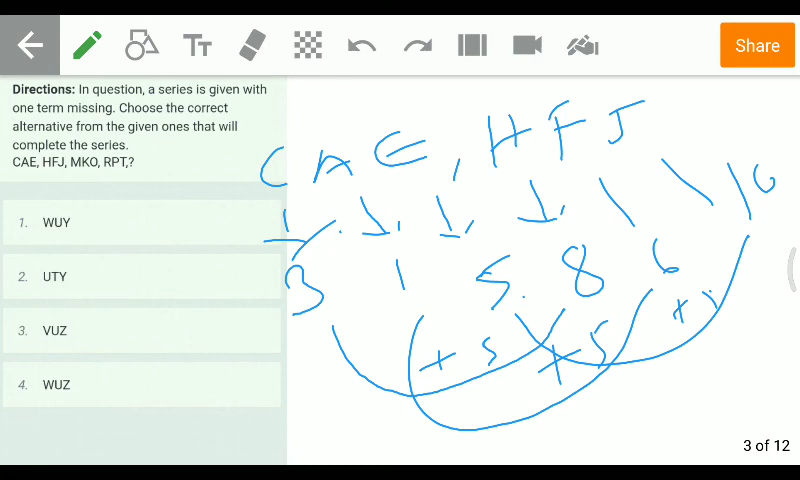 Tт
Share
Directions: In question, a series is given with
one term missing. Choose the correct
alternative from the given ones that will
complete the series.
CAE, HFJ, MKO, RPT,?
1. WUY
2. UTY
3. VUZ
4. WUZ
CAE, HFJ
10
3 1 5. 8 6
+5 +5 +
3 of 12